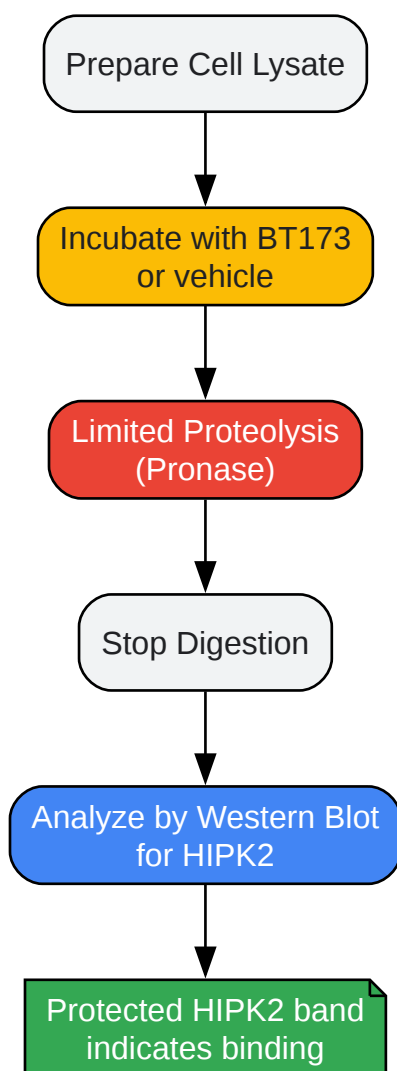 Prepare Cell Lysate
Incubate with BT173
or vehicle
Limited Proteolysis
(Pronase)
Stop Digestion
Analyze by Western Blot
for HIPK2
Protected HIPK2 band
indicates binding